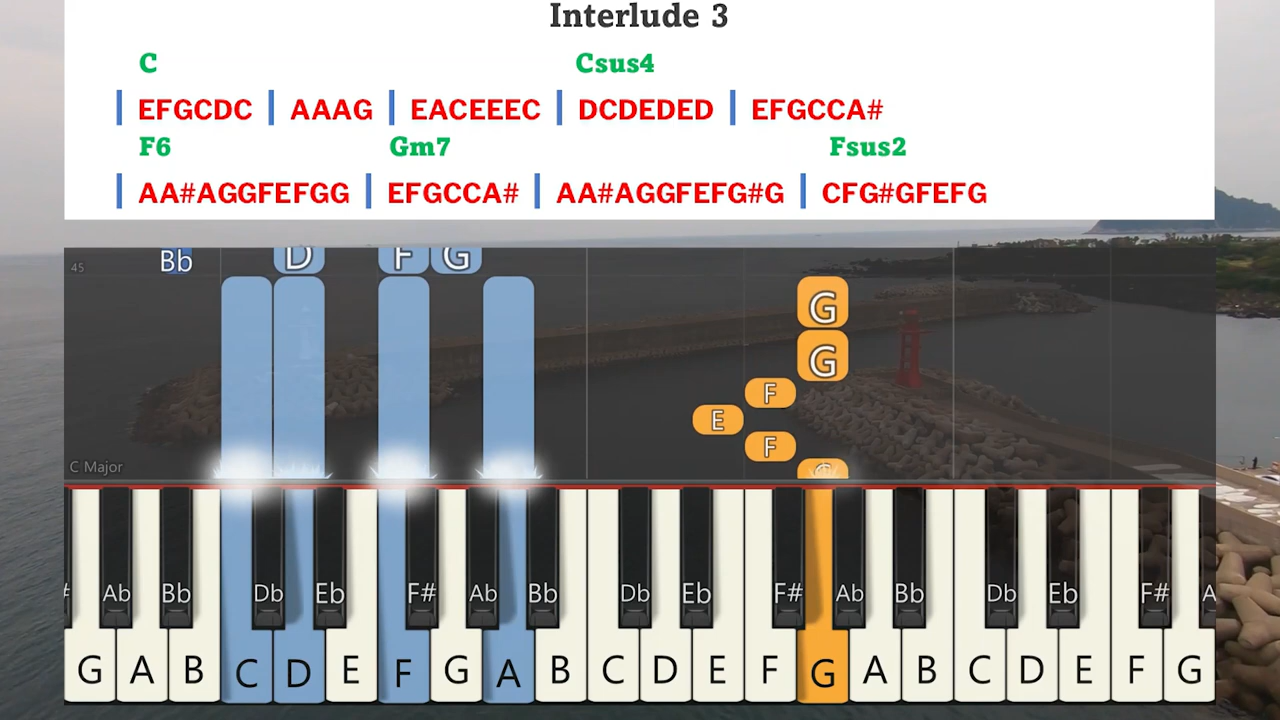 Interlude 3
C Csus4
| EFGCDC | AAAG | EACEEEC | DCDEDED | EFGCCA#
F6 Gm7 Fsus2
| AA#AGGFEFGG | EFGCCA# | AA#AGGFEFG#G | CFG#GFEFG
Bb D F G
45
G
G
F
E
F
C Major
Ab Bb Db Eb F# Ab Bb Db Eb F# Ab Bb Db Eb F#
G A B C D E F G A B C D E F G A B C D E F G